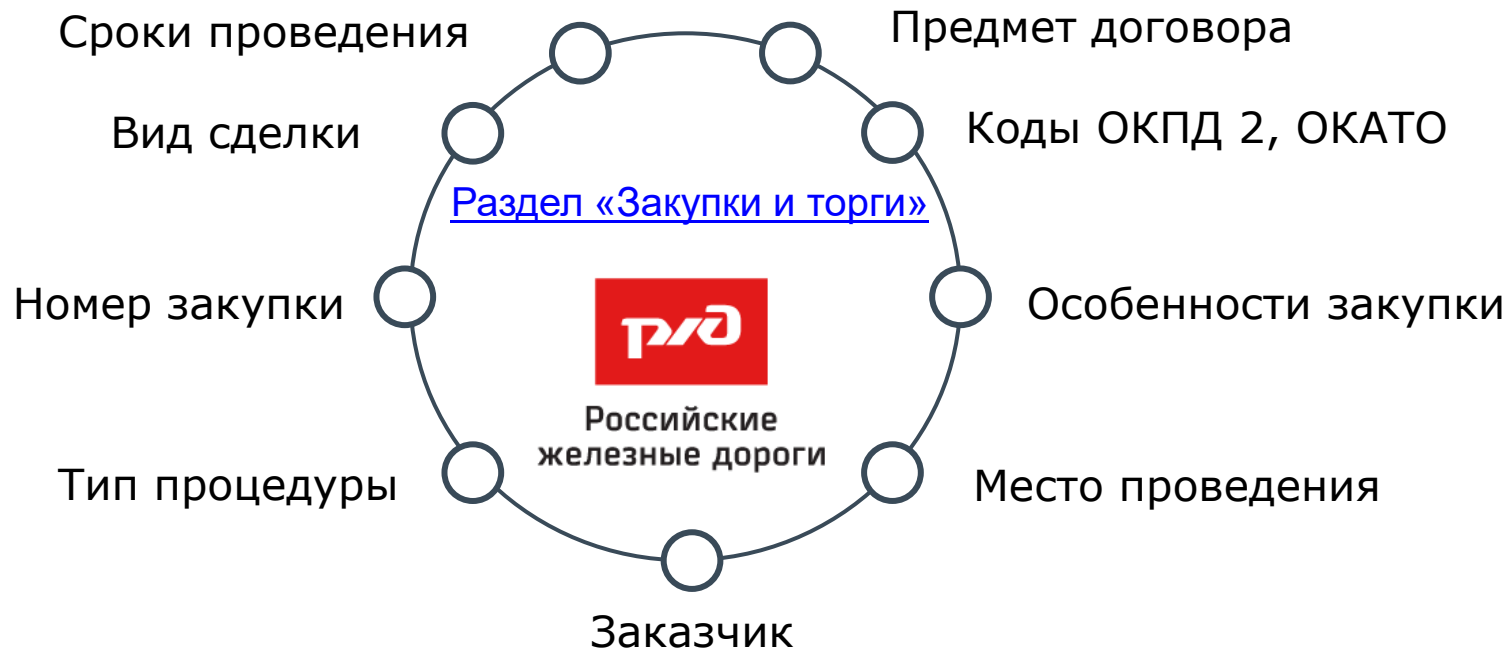 Сроки проведения
Предмет договора
Вид сделки
Коды ОКПД 2, ОКАТО
Раздел «Закупки и торги»
Номер закупки
Особенности закупки
ржд
Российские
железные дороги
Тип процедуры
Место проведения
Заказчик